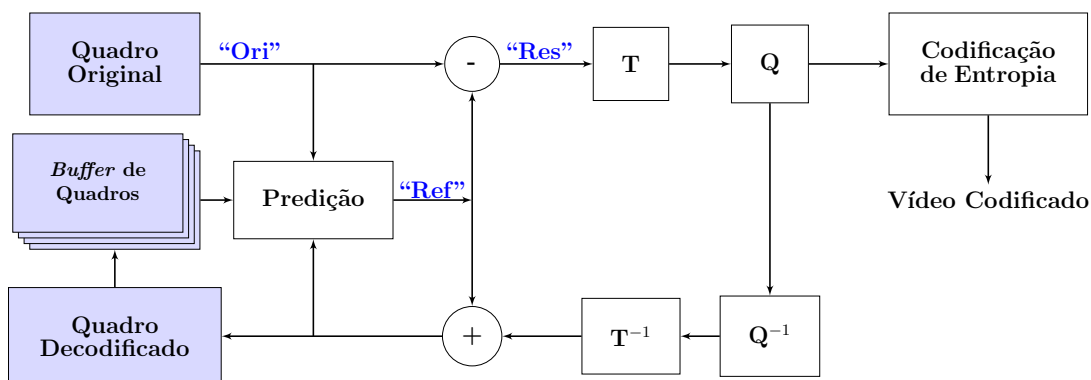 Quadro
Original
“Ori”
-
“Res”
T
Q
Codificação
de Entropia
Buffer de
Quadros
Predição
“Ref”
Vídeo Codificado
Quadro
Decodificado
+
T⁻¹
Q⁻¹